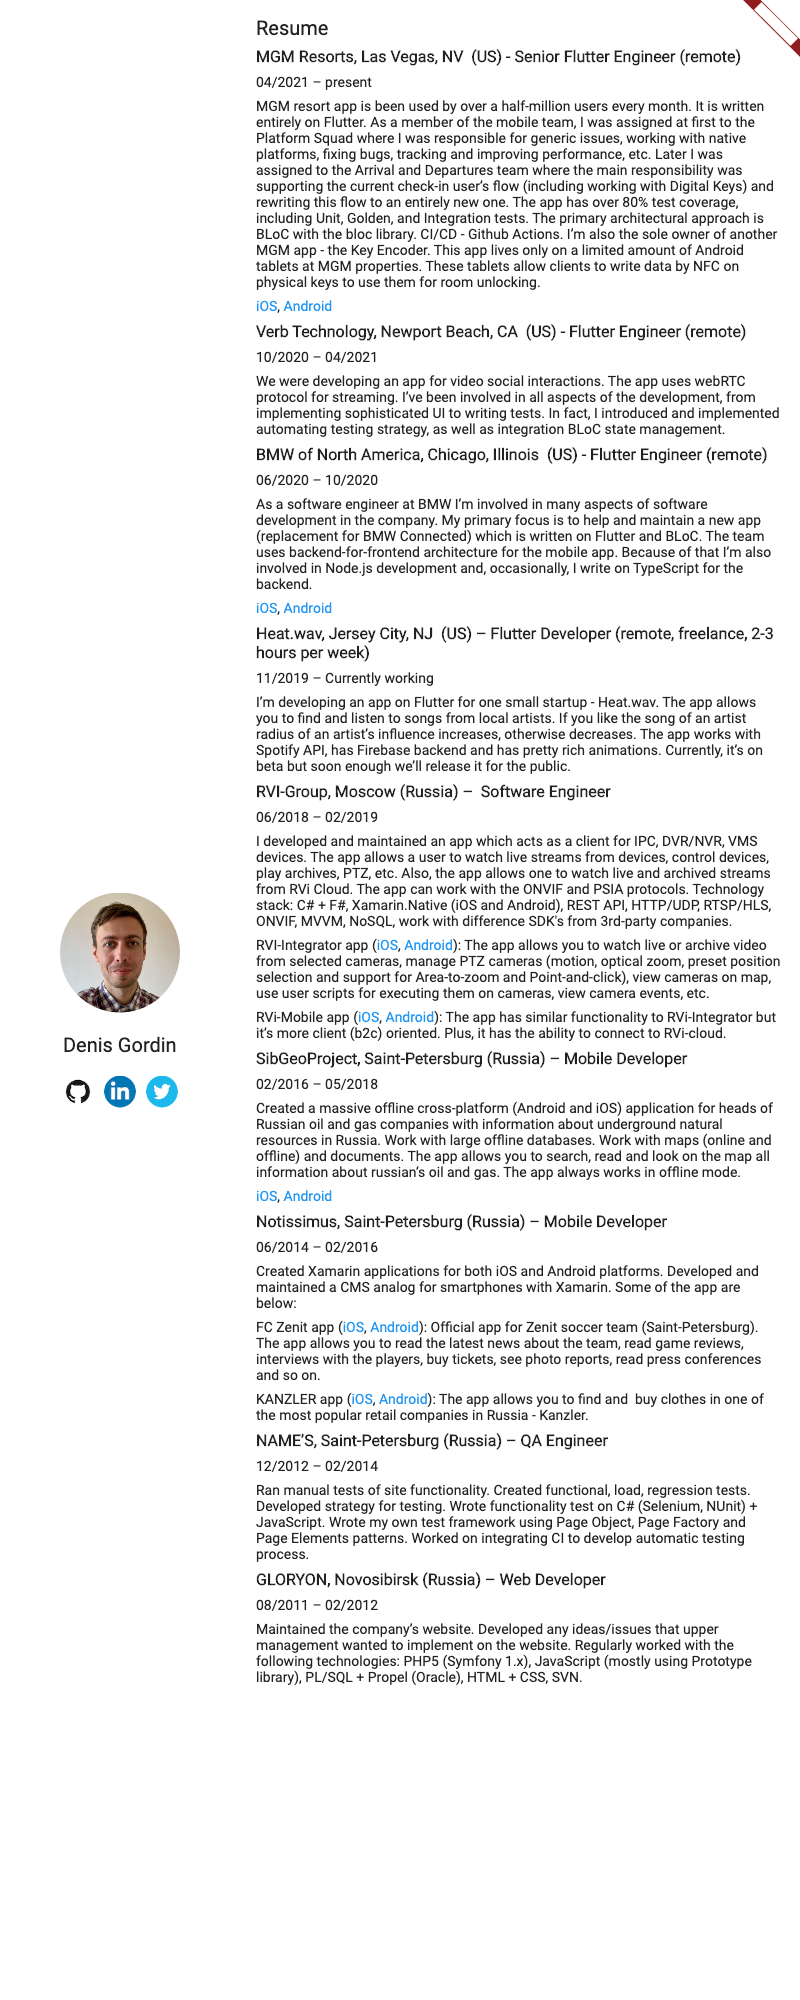 Resume
MGM Resorts, Las Vegas, NV  (US) - Senior Flutter Engineer (remote)
04/2021 – present
MGM resort app is been used by over a half-million users every month. It is written
entirely on Flutter. As a member of the mobile team, I was assigned at first to the
Platform Squad where I was responsible for generic issues, working with native
platforms, fixing bugs, tracking and improving performance, etc. Later I was
assigned to the Arrival and Departures team where the main responsibility was
supporting the current check-in user’s flow (including working with Digital Keys) and
rewriting this flow to an entirely new one. The app has over 80% test coverage,
including Unit, Golden, and Integration tests. The primary architectural approach is
BLoC with the bloc library. CI/CD - Github Actions. I’m also the sole owner of another
MGM app - the Key Encoder. This app lives only on a limited amount of Android
tablets at MGM properties. These tablets allow clients to write data by NFC on
physical keys to use them for room unlocking.
iOS, Android
Verb Technology, Newport Beach, CA  (US) - Flutter Engineer (remote)
10/2020 – 04/2021
We were developing an app for video social interactions. The app uses webRTC
protocol for streaming. I’ve been involved in all aspects of the development, from
implementing sophisticated UI to writing tests. In fact, I introduced and implemented
automating testing strategy, as well as integration BLoC state management.
BMW of North America, Chicago, Illinois  (US) - Flutter Engineer (remote)
06/2020 – 10/2020
As a software engineer at BMW I’m involved in many aspects of software
development in the company. My primary focus is to help and maintain a new app
(replacement for BMW Connected) which is written on Flutter and BLoC. The team
uses backend-for-frontend architecture for the mobile app. Because of that I’m also
involved in Node.js development and, occasionally, I write on TypeScript for the
backend.
iOS, Android
Heat.wav, Jersey City, NJ  (US) – Flutter Developer (remote, freelance, 2-3
hours per week)
11/2019 – Currently working
I’m developing an app on Flutter for one small startup - Heat.wav. The app allows
you to find and listen to songs from local artists. If you like the song of an artist
radius of an artist’s influence increases, otherwise decreases. The app works with
Spotify API, has Firebase backend and has pretty rich animations. Currently, it’s on
beta but soon enough we’ll release it for the public.
RVI-Group, Moscow (Russia) –  Software Engineer
06/2018 – 02/2019
I developed and maintained an app which acts as a client for IPC, DVR/NVR, VMS
devices. The app allows a user to watch live streams from devices, control devices,
play archives, PTZ, etc. Also, the app allows one to watch live and archived streams
from RVi Cloud. The app can work with the ONVIF and PSIA protocols. Technology
stack: C# + F#, Xamarin.Native (iOS and Android), REST API, HTTP/UDP, RTSP/HLS,
ONVIF, MVVM, NoSQL, work with difference SDK's from 3rd-party companies.
RVI-Integrator app (iOS, Android): The app allows you to watch live or archive video
from selected cameras, manage PTZ cameras (motion, optical zoom, preset position
selection and support for Area-to-zoom and Point-and-click), view cameras on map,
use user scripts for executing them on cameras, view camera events, etc.
RVi-Mobile app (iOS, Android): The app has similar functionality to RVi-Integrator but
it’s more client (b2c) oriented. Plus, it has the ability to connect to RVi-cloud.
Denis Gordin
in
SibGeoProject, Saint-Petersburg (Russia) – Mobile Developer
02/2016 – 05/2018
Created a massive offline cross-platform (Android and iOS) application for heads of
Russian oil and gas companies with information about underground natural
resources in Russia. Work with large offline databases. Work with maps (online and
offline) and documents. The app allows you to search, read and look on the map all
information about russian’s oil and gas. The app always works in offline mode.
iOS, Android
Notissimus, Saint-Petersburg (Russia) – Mobile Developer
06/2014 – 02/2016
Created Xamarin applications for both iOS and Android platforms. Developed and
maintained a CMS analog for smartphones with Xamarin. Some of the app are
below:
FC Zenit app (iOS, Android): Official app for Zenit soccer team (Saint-Petersburg).
The app allows you to read the latest news about the team, read game reviews,
interviews with the players, buy tickets, see photo reports, read press conferences
and so on.
KANZLER app (iOS, Android): The app allows you to find and  buy clothes in one of
the most popular retail companies in Russia - Kanzler.
NAME’S, Saint-Petersburg (Russia) – QA Engineer
12/2012 – 02/2014
Ran manual tests of site functionality. Created functional, load, regression tests.
Developed strategy for testing. Wrote functionality test on C# (Selenium, NUnit) +
JavaScript. Wrote my own test framework using Page Object, Page Factory and
Page Elements patterns. Worked on integrating CI to develop automatic testing
process.
GLORYON, Novosibirsk (Russia) – Web Developer
08/2011 – 02/2012
Maintained the company’s website. Developed any ideas/issues that upper
management wanted to implement on the website. Regularly worked with the
following technologies: PHP5 (Symfony 1.x), JavaScript (mostly using Prototype
library), PL/SQL + Propel (Oracle), HTML + CSS, SVN.